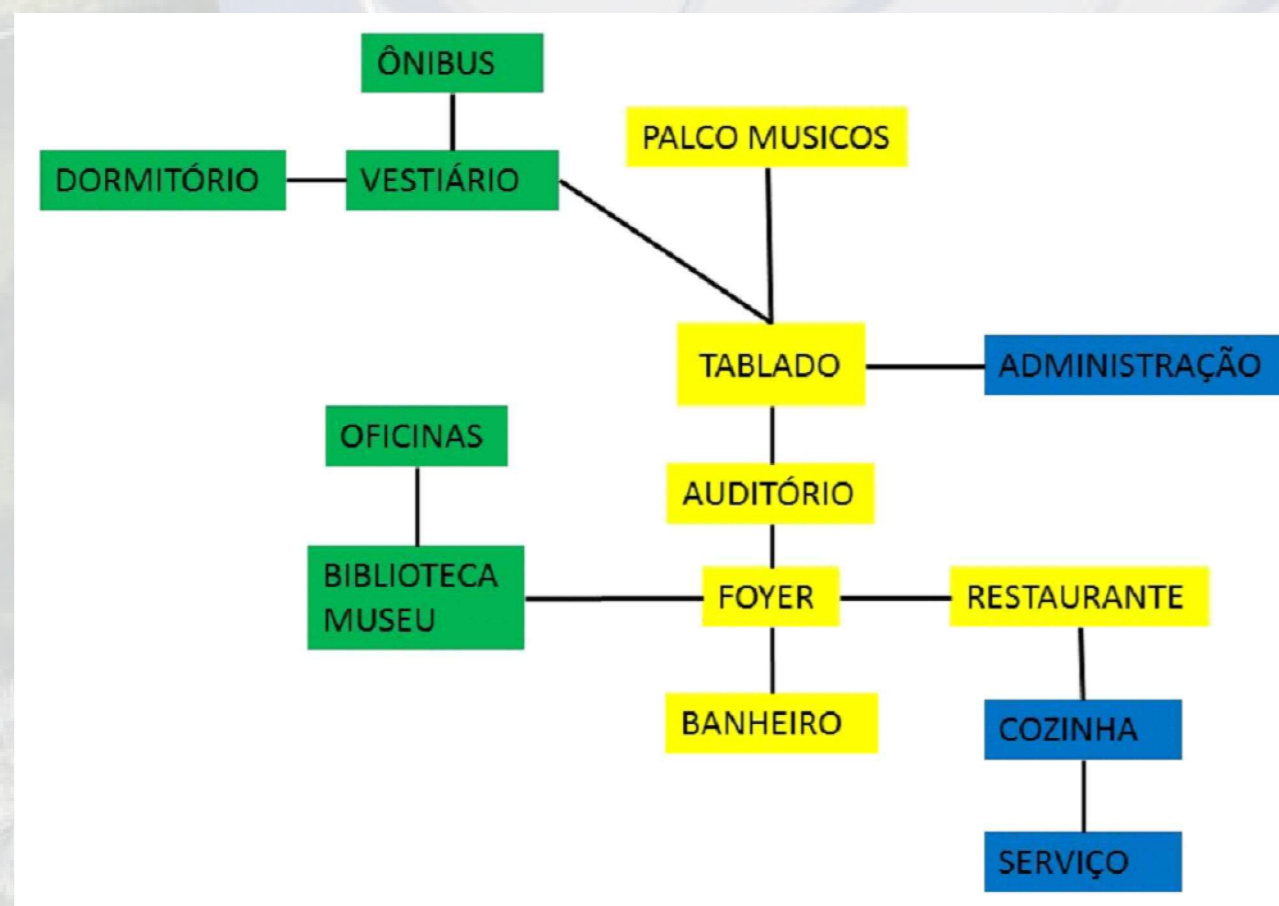 ÔNIBUS
PALCO MUSICOS
DORMITÓRIO
VESTIÁRIO
TABLADO
ADMINISTRAÇÃO
OFICINAS
AUDITÓRIO
BIBLIOTECA
MUSEU
FOYER
RESTAURANTE
BANHEIRO
COZINHA
SERVIÇO